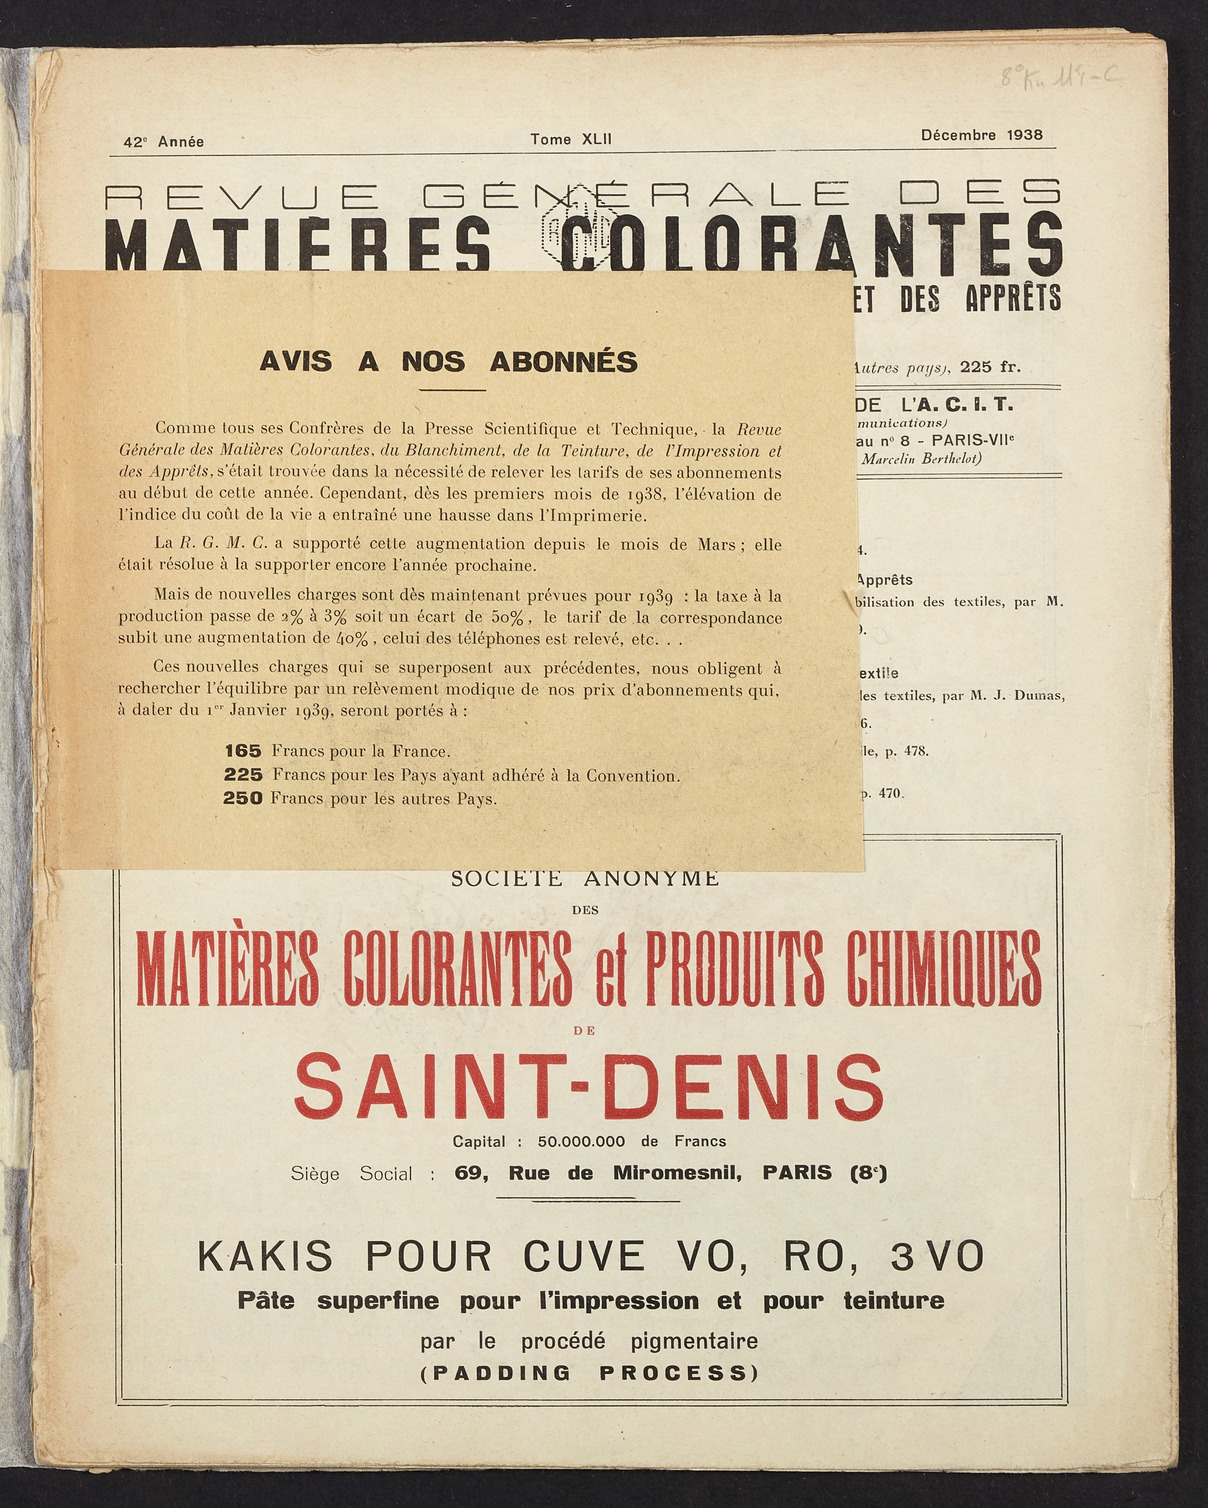 8° Ku 114-C
42e Année Tome XLII Décembre 1938
REVUE GÉNÉRALE DES
MATIÈRES COLORANTES
ET DES APPRÊTS
Autres pays), 225 fr.
DE L'A. C. I. T.
munications)
au n° 8 - PARIS-VIIe
Marcelin Berthelot)
4.
Apprêts
bilisation des textiles, par M.
extile
les textiles, par M. J. Dumas,
6.
le, p. 478.
p. 470.
AVIS A NOS ABONNÉS
Comme tous ses Confrères de la Presse Scientifique et Technique, la Revue
Générale des Matières Colorantes, du Blanchiment, de la Teinture, de l'Impression et
des Apprêts, s'était trouvée dans la nécessité de relever les tarifs de ses abonnements
au début de cette année. Cependant, dès les premiers mois de 1938, l'élévation de
l'indice du coût de la vie a entraîné une hausse dans l'Imprimerie.
La R. G. M. C. a supporté cette augmentation depuis le mois de Mars ; elle
était résolue à la supporter encore l'année prochaine.
Mais de nouvelles charges sont dès maintenant prévues pour 1939 : la taxe à la
production passe de 2% à 3% soit un écart de 50%, le tarif de la correspondance
subit une augmentation de 40%, celui des téléphones est relevé, etc. . .
Ces nouvelles charges qui se superposent aux précédentes, nous obligent à
rechercher l'équilibre par un relèvement modique de nos prix d'abonnements qui,
à dater du 1er Janvier 1939, seront portés à :
165 Francs pour la France.
225 Francs pour les Pays ayant adhéré à la Convention.
250 Francs pour les autres Pays.
SOCIÉTÉ ANONYME
DES
MATIÈRES COLORANTES et PRODUITS CHIMIQUES
DE
SAINT-DENIS
Capital : 50.000.000 de Francs
Siège Social : 69, Rue de Miromesnil, PARIS (8e)
KAKIS POUR CUVE VO, RO, 3 VO
Pâte superfine pour l'impression et pour teinture
par le procédé pigmentaire
(PADDING PROCESS)